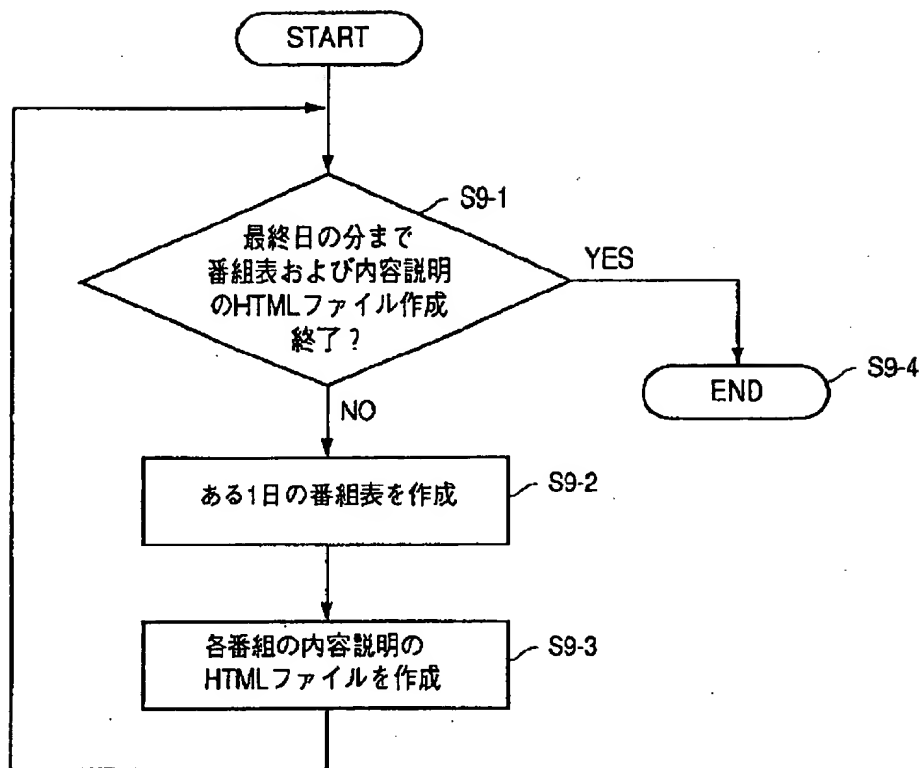 START
S9-1
最終日の分まで
番組表および内容説明
のHTMLファイル作成
終了？
YES
S9-4
END
NO
ある1日の番組表を作成
S9-2
各番組の内容説明の
HTMLファイルを作成
S9-3